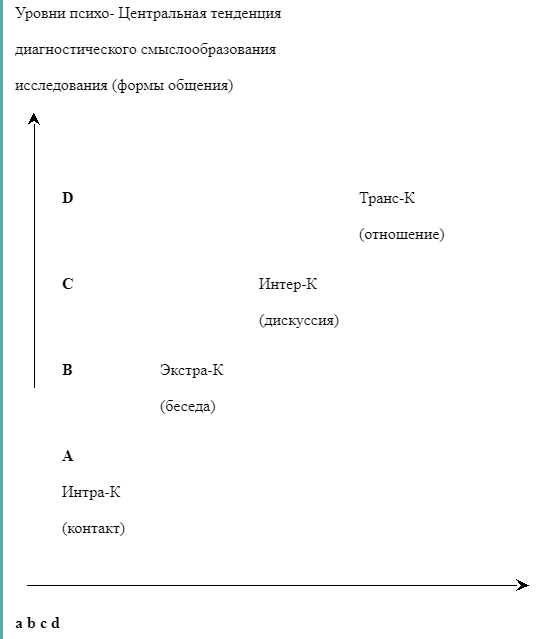 Уровни психо- Центральная тенденция
диагностического смыслообразования
исследования (формы общения)
D Транс-К
(отношение)
C Интер-К
(дискуссия)
B Экстра-К
(беседа)
A
Интра-К
(контакт)
a b c d